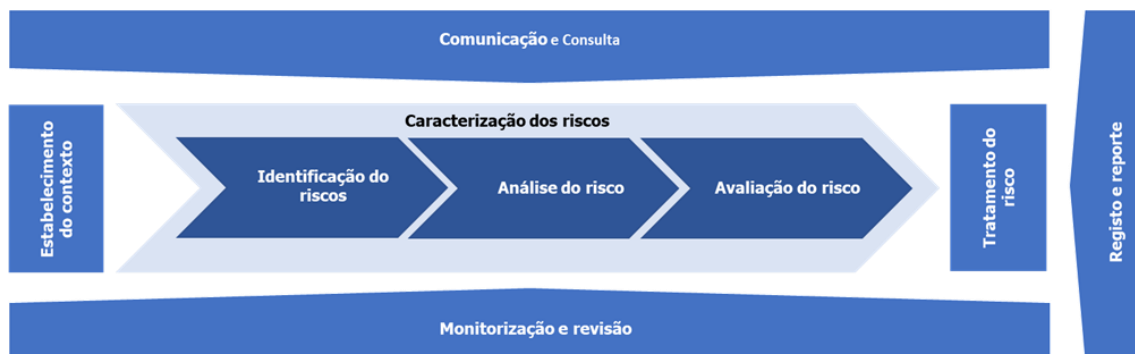 Comunicação e Consulta
Estabelecimento
do contexto
Caracterização dos riscos
Identificação do
riscos
Análise do risco
Avaliação do risco
Tratamento do
risco
Registo e reporte
Monitorização e revisão